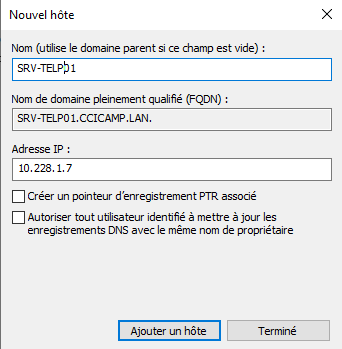 Nouvel hôte
Nom (utilise le domaine parent si ce champ est vide) :
SRV-TELP01
Nom de domaine pleinement qualifié (FQDN) :
SRV-TELP01.CCICAMP.LAN.
Adresse IP :
10.228.1.7
Créer un pointeur d'enregistrement PTR associé
Autoriser tout utilisateur identifié à mettre à jour les
enregistrements DNS avec le même nom de propriétaire
Ajouter un hôte
Terminé